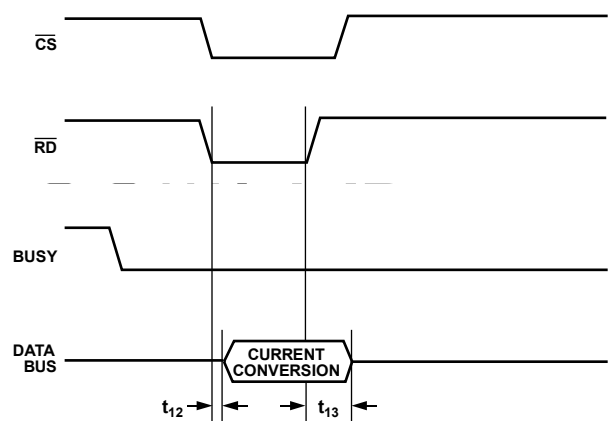 CS
RD
BUSY
DATA
BUS
CURRENT
CONVERSION
t12
t13